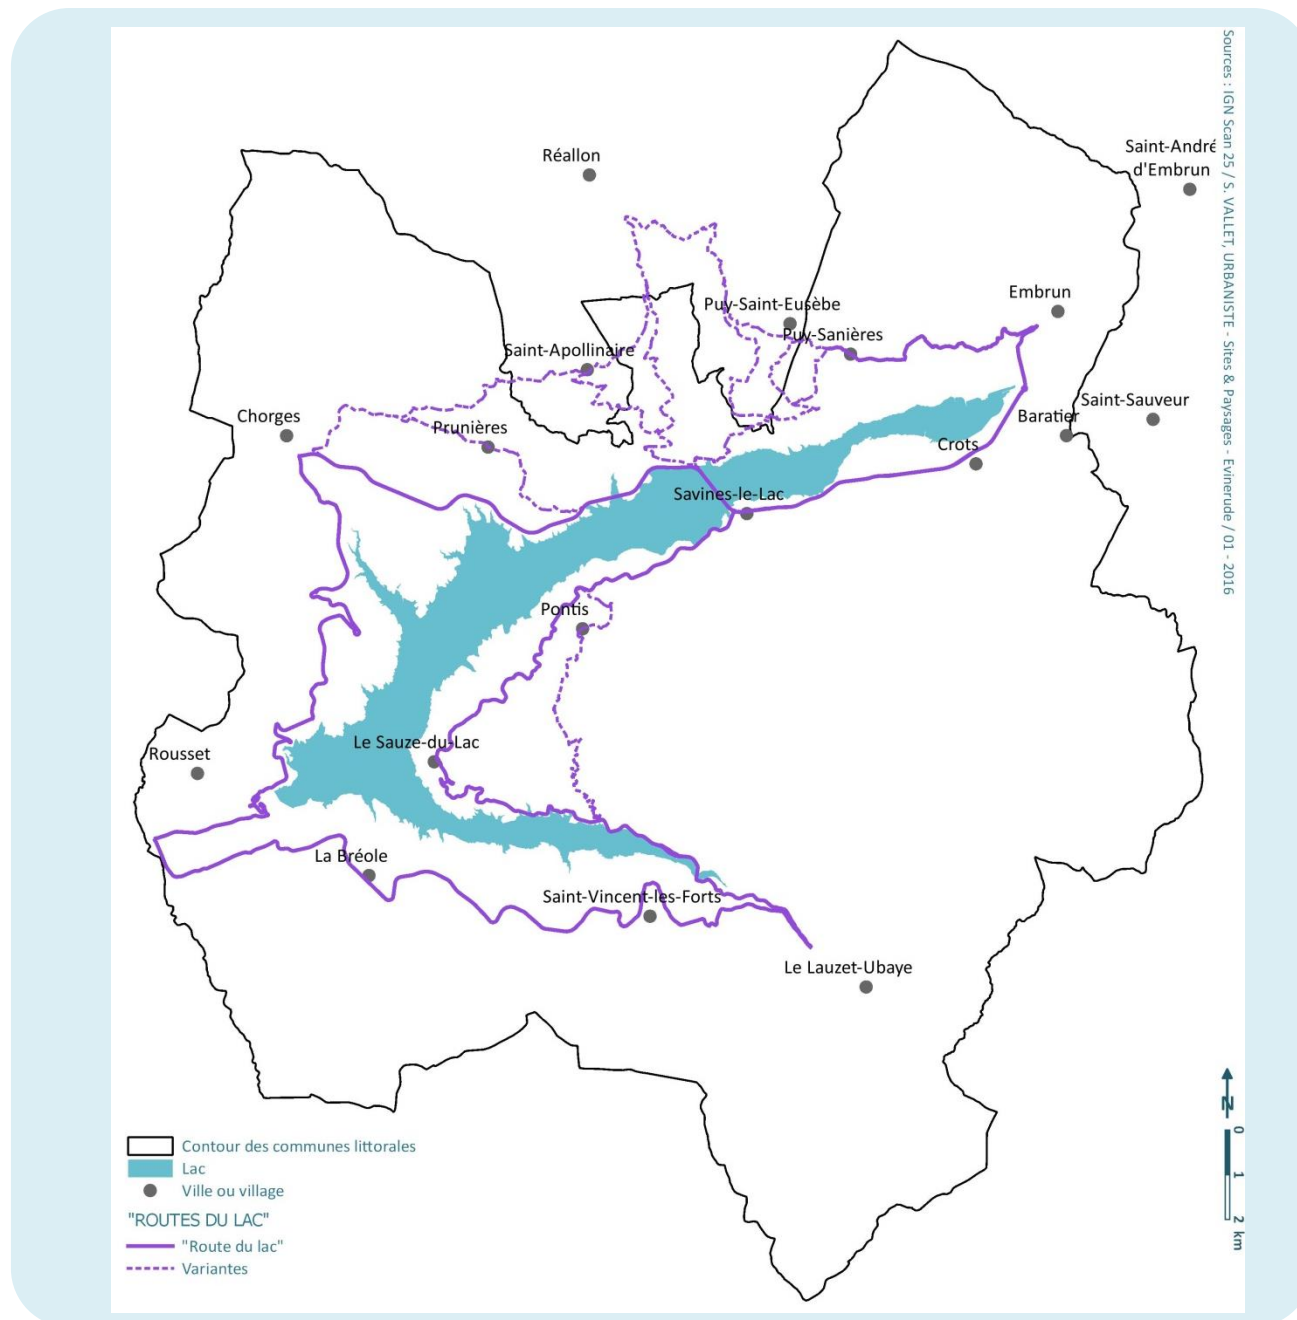 Sources : IGN Scan 25 / S. VALLET, URBANISTE - Sites & Paysages - Evinerude / 01 - 2016
Saint-André
d'Embrun
Réallon
Embrun
Puy-Saint-Eusèbe
Puy-Sanières
Saint-Apollinaire
Saint-Sauveur
Chorges
Baratier
Prunières
Crots
Savines-le-Lac
Pontis
Le Sauze-du-Lac
Rousset
La Bréole
Saint-Vincent-les-Forts
Le Lauzet-Ubaye
N
0
1
2 km
Contour des communes littorales
Lac
Ville ou village
"ROUTES DU LAC"
"Route du lac"
Variantes